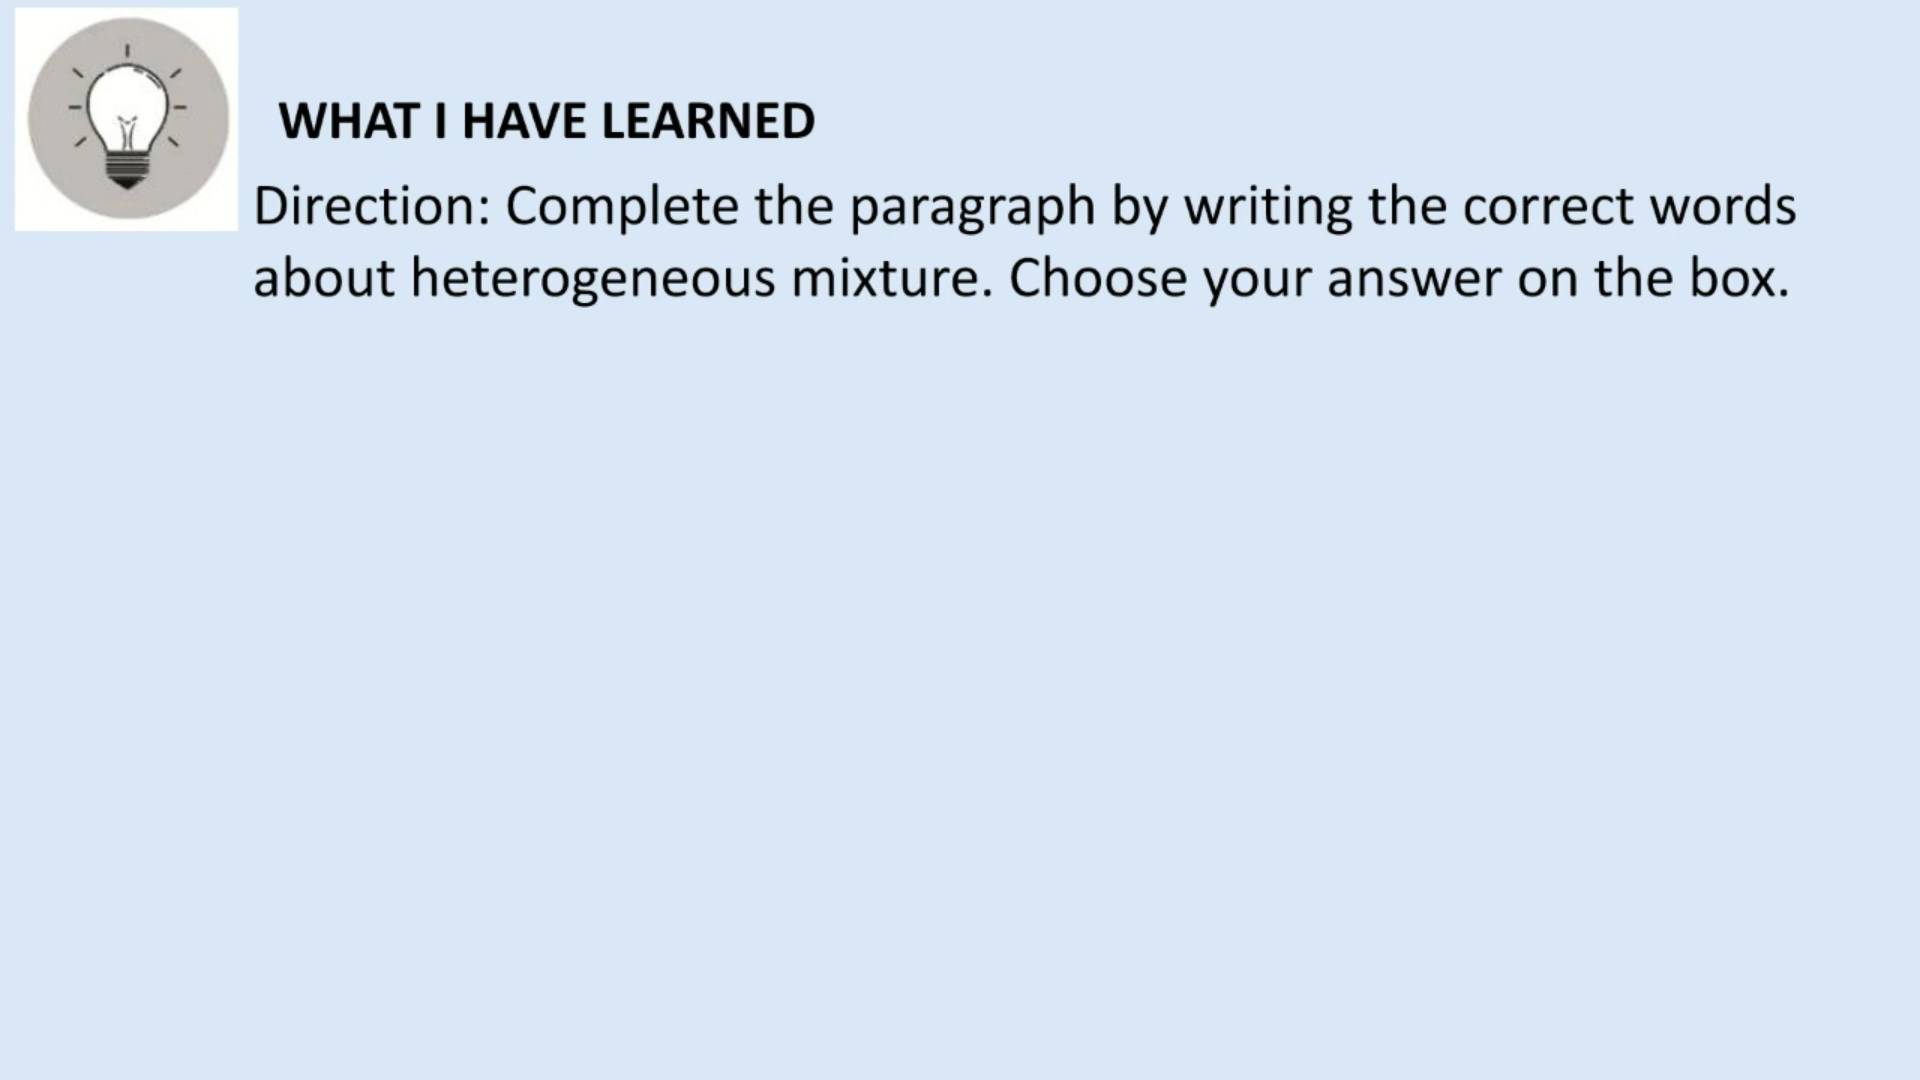 WHAT I HAVE LEARNED
Direction: Complete the paragraph by writing the correct words
about heterogeneous mixture. Choose your answer on the box.